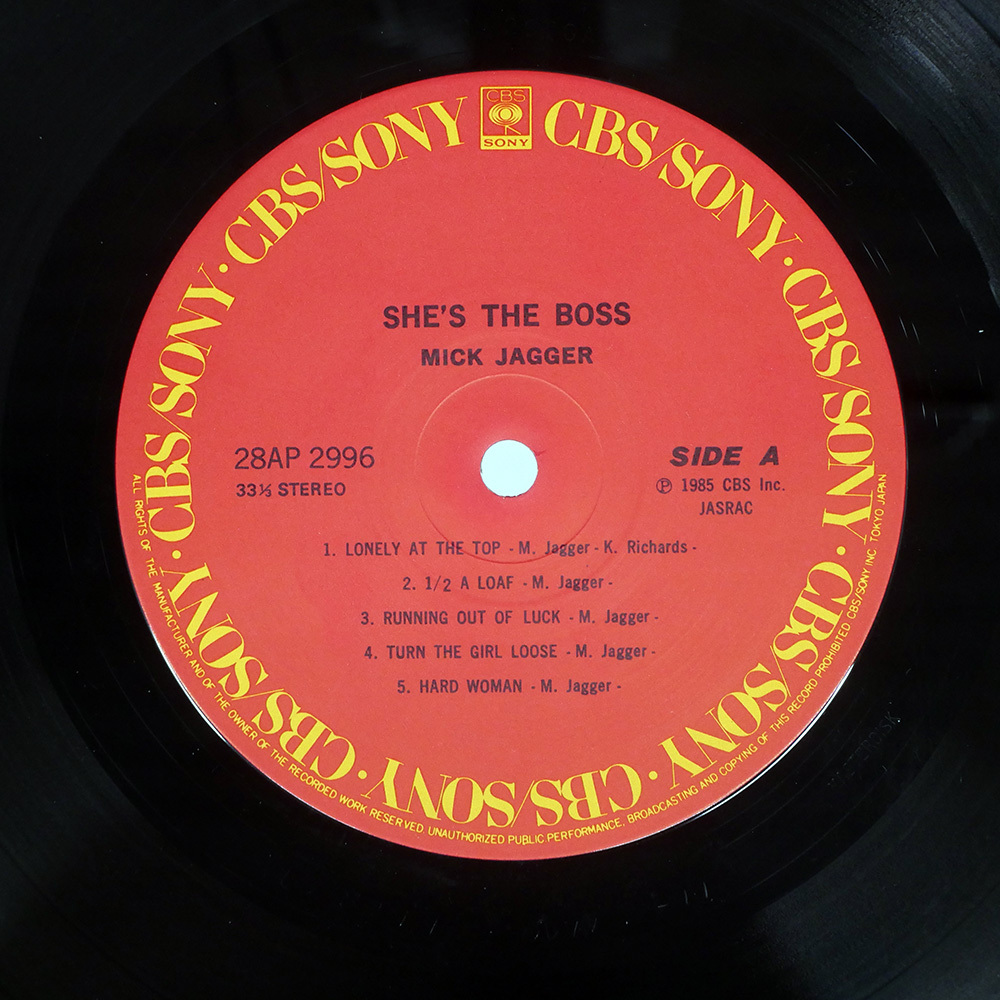 CBS
SONY
CBS/SONY · CBS/SONY · CBS/SONY · CBS/SONY · CBS/SONY · CBS/SONY · CBS/SONY · CBS/SONY
SHE'S THE BOSS
MICK JAGGER
28AP 2996
33⅓ STEREO
SIDE A
Ⓟ 1985 CBS Inc.
JASRAC
1. LONELY AT THE TOP - M. Jagger - K. Richards -
2. 1/2 A LOAF - M. Jagger -
3. RUNNING OUT OF LUCK - M. Jagger -
4. TURN THE GIRL LOOSE - M. Jagger -
5. HARD WOMAN - M. Jagger -
ALL RIGHTS OF THE MANUFACTURER AND OF THE OWNER OF THE RECORDED WORK RESERVED. UNAUTHORIZED PUBLIC PERFORMANCE, BROADCASTING AND COPYING OF THIS RECORD PROHIBITED CBS/SONY INC. TOKYO JAPAN